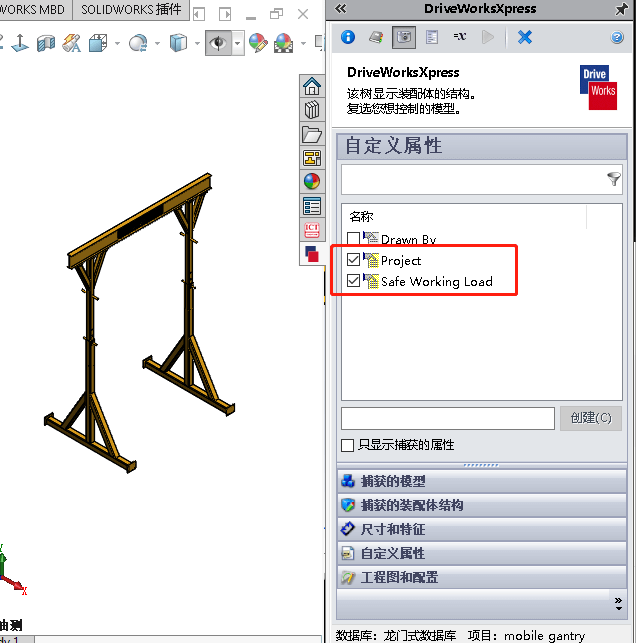 WORKS MBD
SOLIDWORKS 插件
DriveWorksXpress
=X
DriveWorksXpress
该树显示装配体的结构。
复选您想控制的模型。
Drive
Works
自定义属性
名称
Drawn By
Project
Safe Working Load
创建(C)
只显示捕获的属性
捕获的模型
捕获的装配体结构
尺寸和特征
自定义属性
工程图和配置
数据库: 龙门式数据库 项目: mobile gantry
ICT
Y
X
轴测